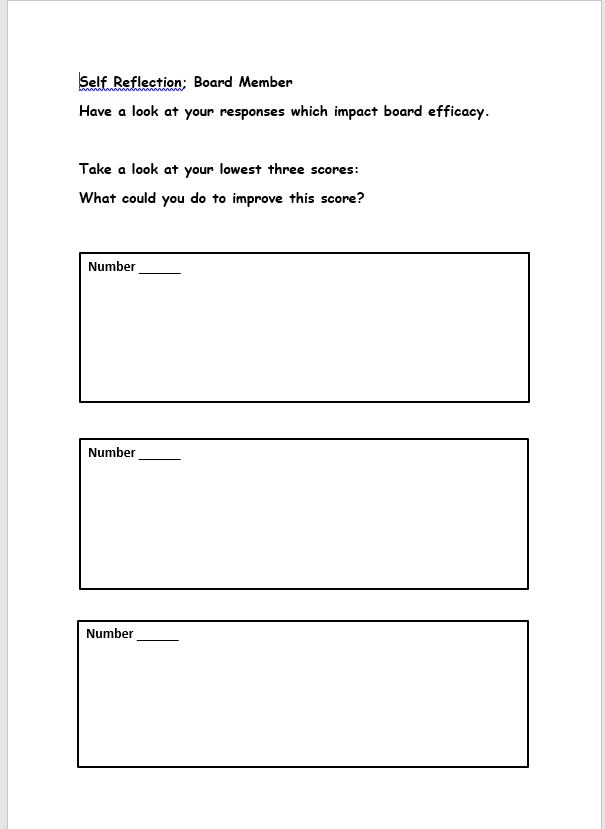 Self Reflection; Board Member
Have a look at your responses which impact board efficacy.
Take a look at your lowest three scores:
What could you do to improve this score?
Number ______
Number ______
Number ______